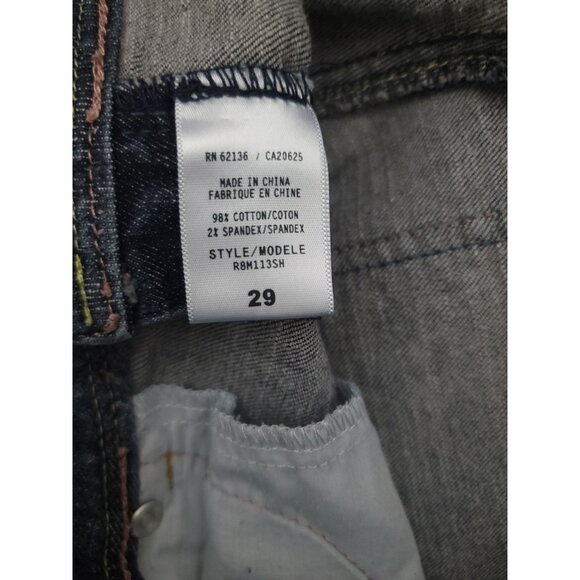 RN 62136 / CA20625
MADE IN CHINA
FABRIQUE EN CHINE
98% COTTON/COTON
2% SPANDEX/SPANDEX
STYLE/MODELE
R8M113SH
29